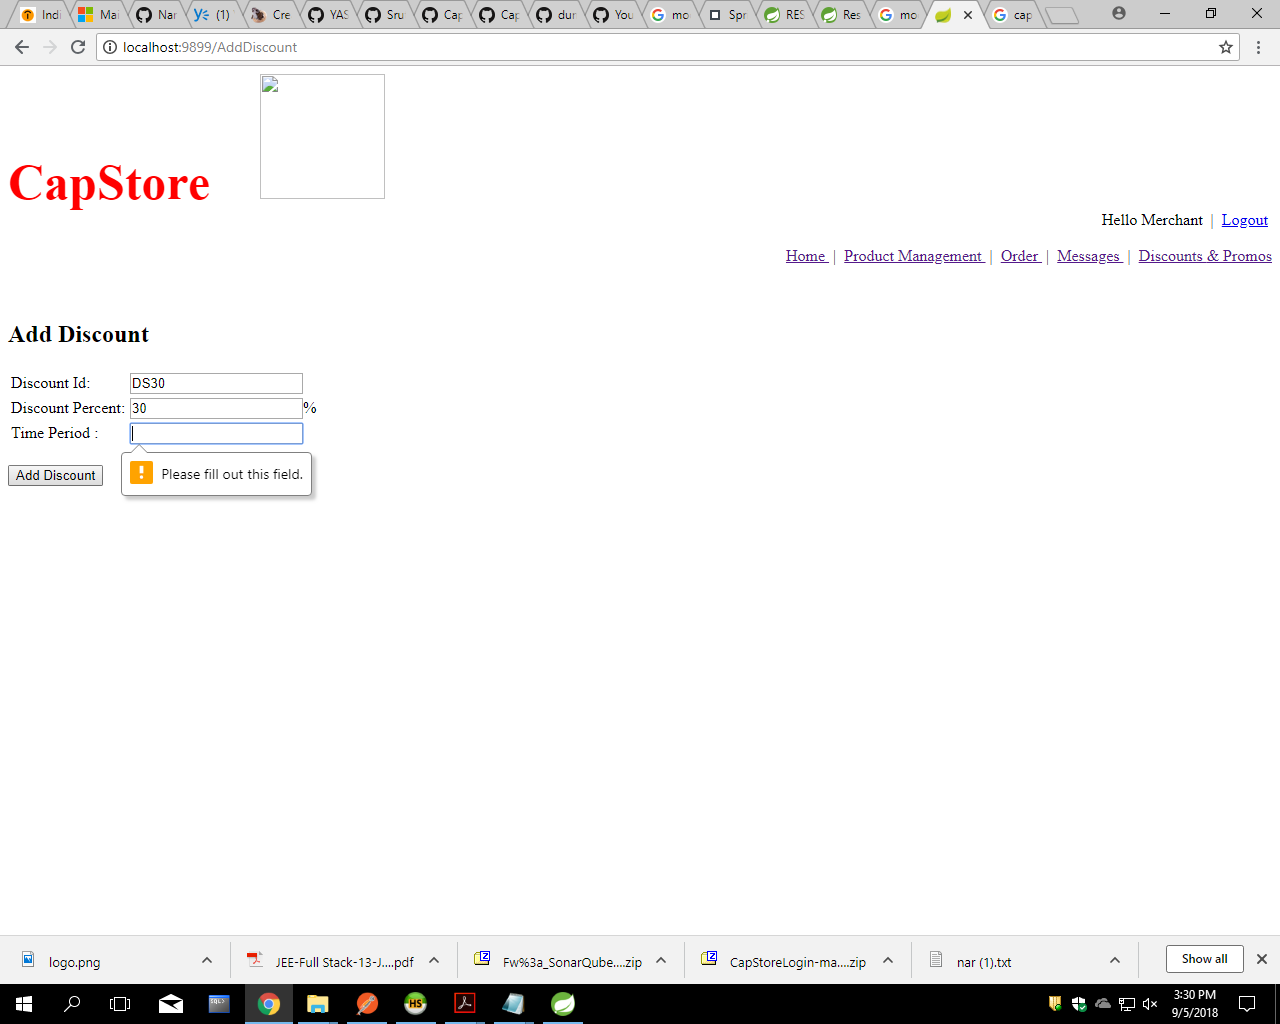 Indi
Ma
Nar
(1)
Cre
YAS
Sru
Cap
Cap
dur
You
mo
Spr
RES
Res
mo
cap
localhost:9899/AddDiscount
CapStore
Hello Merchant | Logout
Home | Product Management | Order | Messages | Discounts & Promos
Add Discount
Discount Id: DS30
Discount Percent: 30 %
Time Period :
Add Discount
! Please fill out this field.
logo.png
JEE-Full Stack-13-J....pdf
Fw%3a_SonarQube....zip
CapStoreLogin-ma....zip
nar (1).txt
Show all
SQL>
HS
3:30 PM
9/5/2018